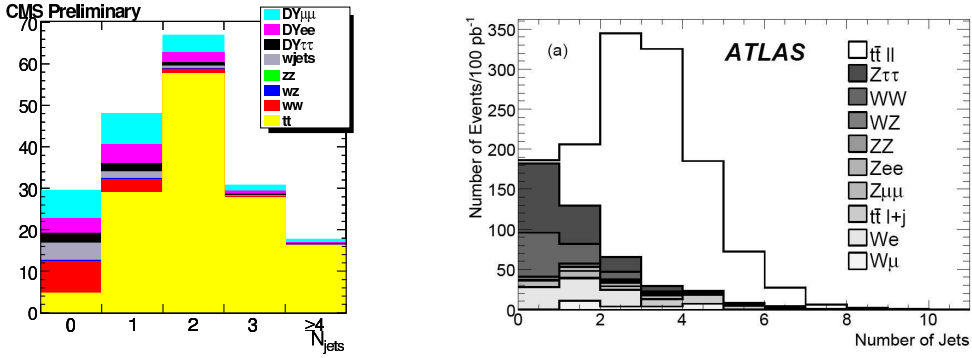 CMS Preliminary
70
60
50
40
30
20
10
0
0 1 2 3 ≥4
N_jets
DYμμ
DYee
DYττ
wjets
zz
wz
ww
tt
Number of Events/100 pb⁻¹
350
300
250
200
150
100
50
0
(a)
ATLAS
tt̄ ll
Zττ
WW
WZ
ZZ
Zee
Zμμ
tt̄ l+j
We
Wμ
0 2 4 6 8 10
Number of Jets